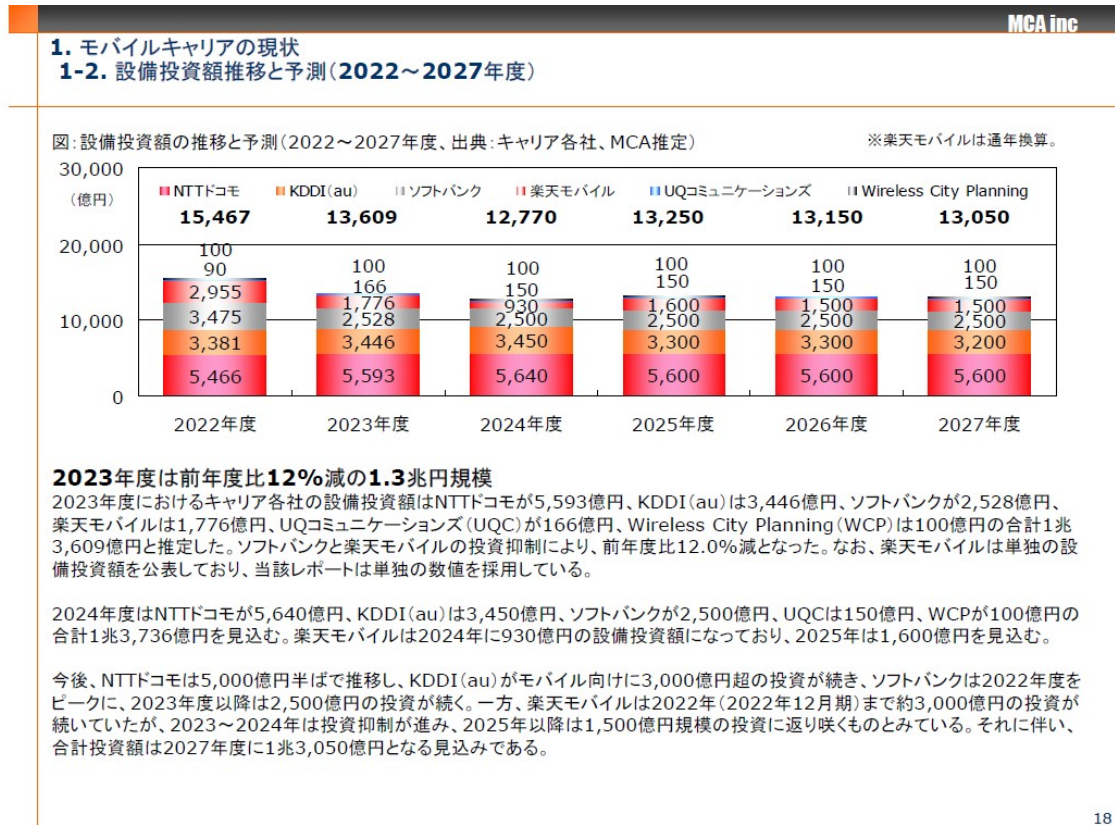 MCA inc
1. モバイルキャリアの現状
1-2. 設備投資額推移と予測（2022～2027年度）
図：設備投資額の推移と予測（2022～2027年度、出典：キャリア各社、MCA推定）
※楽天モバイルは通年換算。
30,000
（億円）
20,000
10,000
0
NTTドコモ KDDI（au） ソフトバンク 楽天モバイル UQコミュニケーションズ Wireless City Planning
15,467 13,609 12,770 13,250 13,150 13,050
100 100 100 100 100 100
90 166 150 150 150 150
2,955 1,776 930 1,600 1,500 1,500
3,475 2,528 2,500 2,500 2,500 2,500
3,381 3,446 3,450 3,300 3,300 3,200
5,466 5,593 5,640 5,600 5,600 5,600
2022年度 2023年度 2024年度 2025年度 2026年度 2027年度
2023年度は前年度比12%減の1.3兆円規模
2023年度におけるキャリア各社の設備投資額はNTTドコモが5,593億円、KDDI（au）は3,446億円、ソフトバンクが2,528億円、
楽天モバイルは1,776億円、UQコミュニケーションズ（UQC）が166億円、Wireless City Planning（WCP）は100億円の合計1兆
3,609億円と推定した。ソフトバンクと楽天モバイルの投資抑制により、前年度比12.0%減となった。なお、楽天モバイルは単独の設
備投資額を公表しており、当該レポートは単独の数値を採用している。
2024年度はNTTドコモが5,640億円、KDDI（au）は3,450億円、ソフトバンクが2,500億円、UQCは150億円、WCPが100億円の
合計1兆3,736億円を見込む。楽天モバイルは2024年に930億円の設備投資額になっており、2025年は1,600億円を見込む。
今後、NTTドコモは5,000億円半ばで推移し、KDDI（au）がモバイル向けに3,000億円超の投資が続き、ソフトバンクは2022年度を
ピークに、2023年度以降は2,500億円の投資が続く。一方、楽天モバイルは2022年（2022年12月期）まで約3,000億円の投資が
続いていたが、2023～2024年は投資抑制が進み、2025年以降は1,500億円規模の投資に返り咲くものとみている。それに伴い、
合計投資額は2027年度に1兆3,050億円となる見込みである。
18